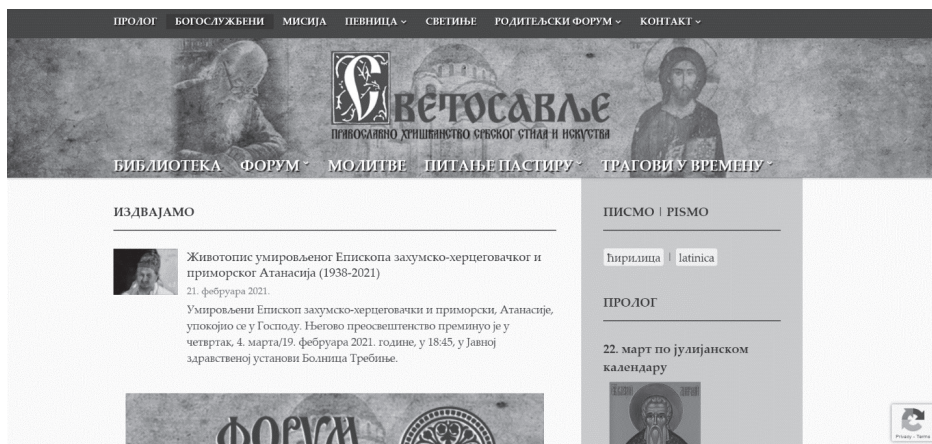 ПРОЛОГ БОГОСЛУЖБЕНИ МИСИЈА ПЕВНИЦА СВЕТИЊЕ РОДИТЕЉСКИ ФОРУМ КОНТАКТ
СВЕТОСАВЉЕ
ПРАВОСЛАВНО ХРИШЋАНСТВО СРБСКОГ СТИЛА И ИСКУСТВА
БИБЛИОТЕКА ФОРУМ МОЛИТВЕ ПИТАЊЕ ПАСТИРУ ТРАГОВИ У ВРЕМЕНУ
ИЗДВАЈАМО
Животопис умировљеног Епископа захумско-херцеговачког и
приморског Атанасија (1938-2021)
21. фебруара 2021.
Умировљени Епископ захумско-херцеговачки и приморски, Атанасије,
упокојио се у Господу. Његово преосвештенство преминуо је у
четвртак, 4. марта/19. фебруара 2021. године, у 18:45, у Јавној
здравственој установи Болница Требиње.
ФОРУМ
ПИСМО | PISMO
ћирилица | latinica
ПРОЛОГ
22. март по јулијанском
календару
Privacy - Terms